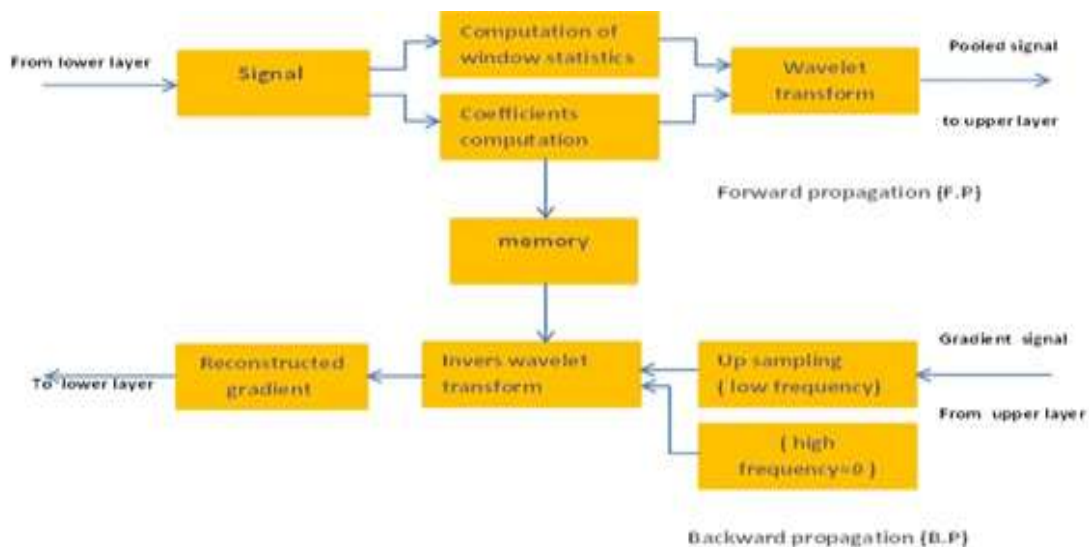 From lower layer
Signal
Computation of
window statistics
Coefficients
computation
Wavelet
transform
Pooled signal
to upper layer
Forward propagation {F.P}
memory
Gradient signal
Up sampling
{ low frequency}
Invers wavelet
transform
Reconstructed
gradient
To lower layer
From upper layer
{ high
frequency=0 }
Backward propagation {B.P}